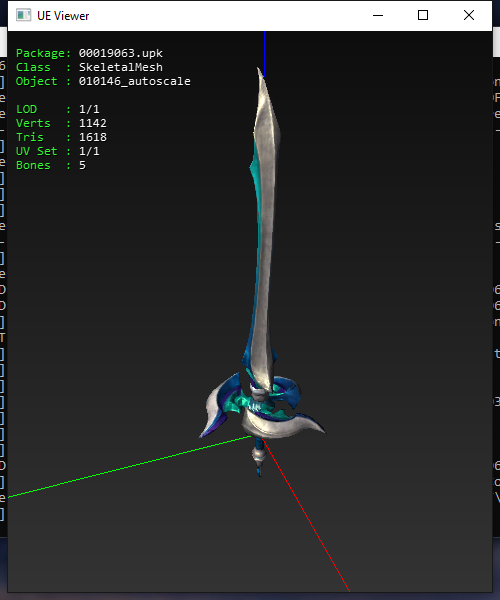 UE Viewer
Package: 00019063.upk
Class  : SkeletalMesh
Object : 010146_autoscale
LOD    : 1/1
Verts  : 1142
Tris   : 1618
UV Set : 1/1
Bones  : 5